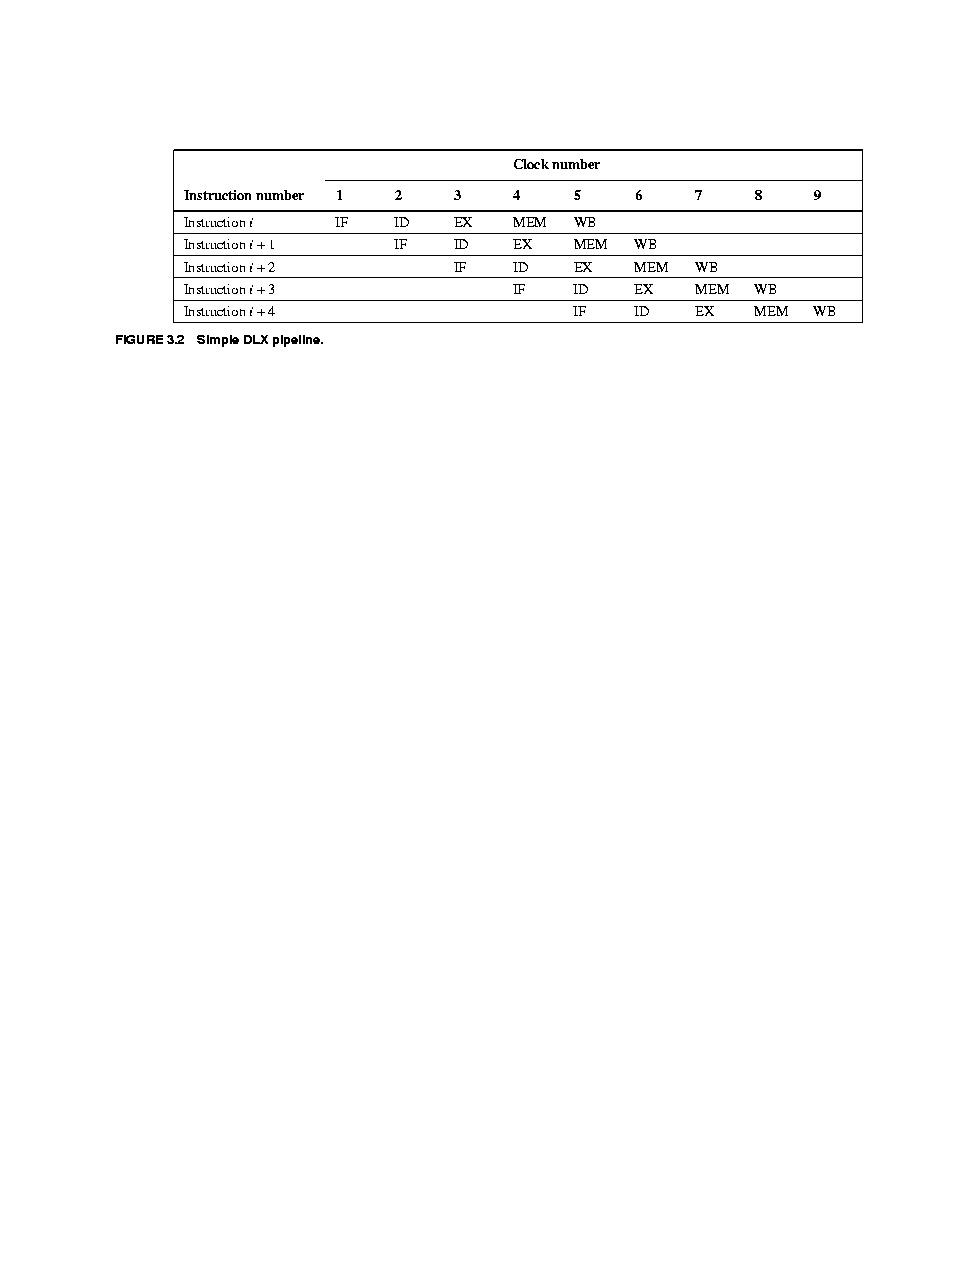 Clock number
Instruction number 1 2 3 4 5 6 7 8 9
Instruction i IF ID EX MEM WB
Instruction i + 1 IF ID EX MEM WB
Instruction i + 2 IF ID EX MEM WB
Instruction i + 3 IF ID EX MEM WB
Instruction i + 4 IF ID EX MEM WB
FIGURE 3.2 Simple DLX pipeline.